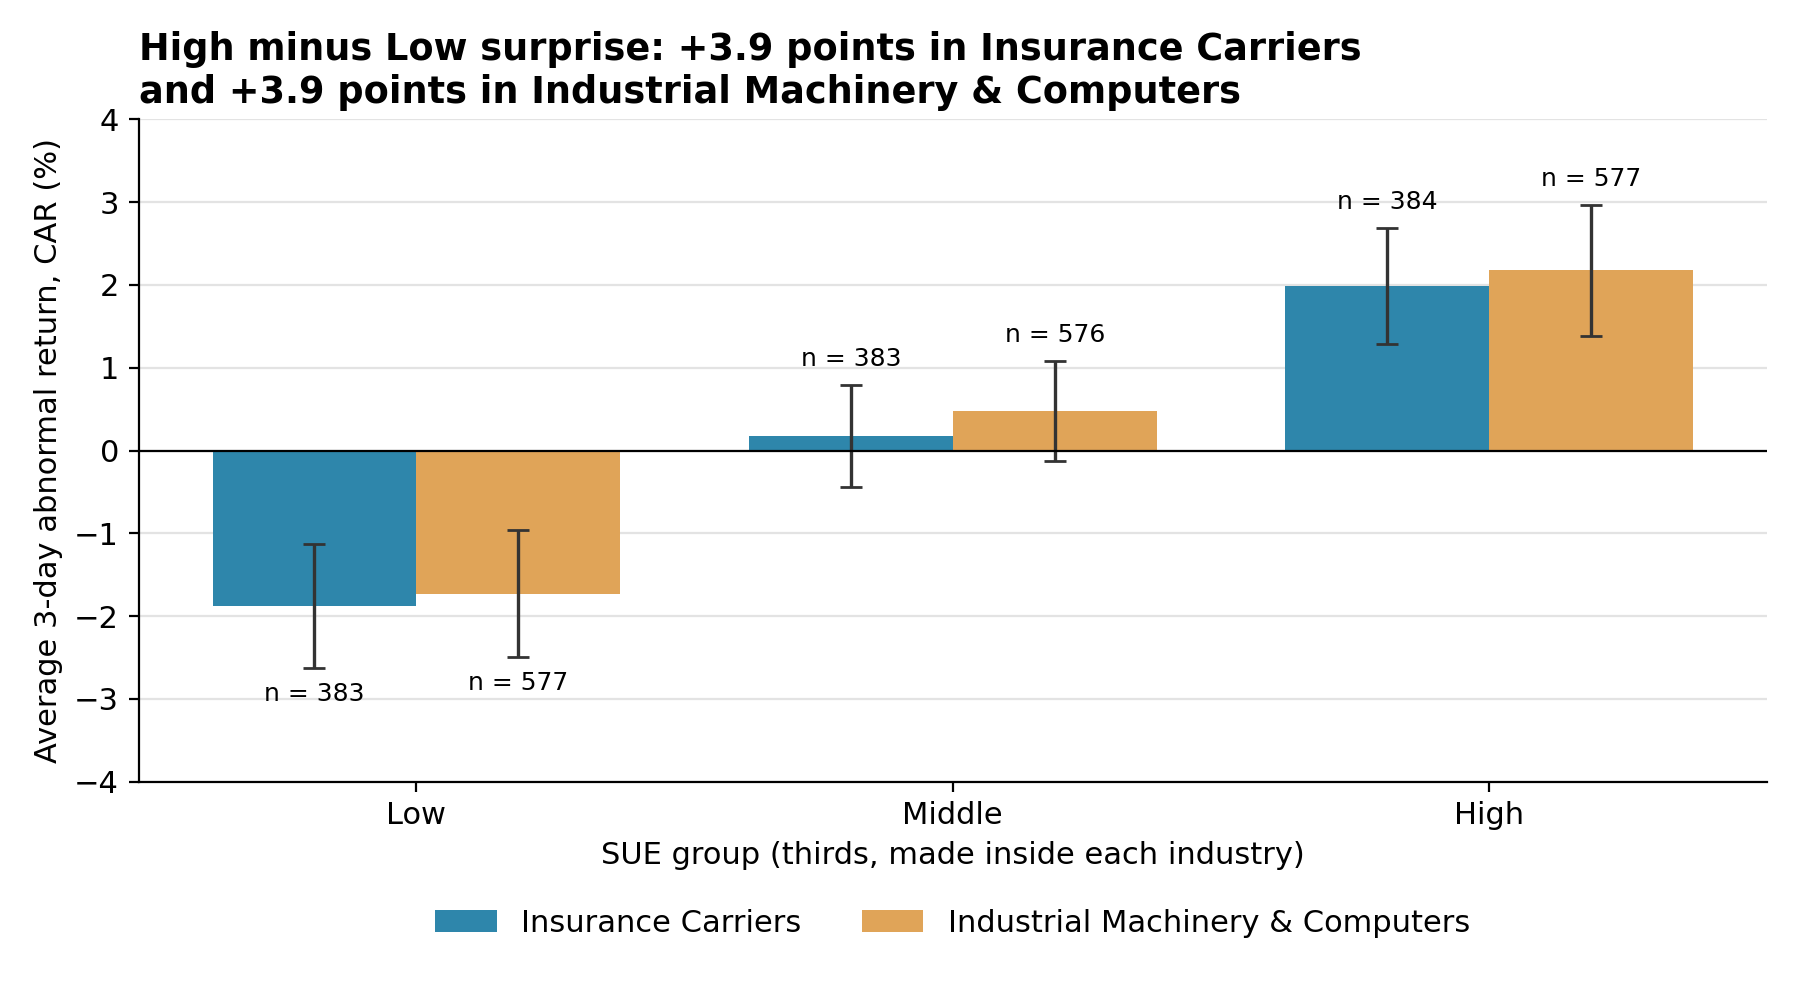 High minus Low surprise: +3.9 points in Insurance Carriers
and +3.9 points in Industrial Machinery & Computers
Average 3-day abnormal return, CAR (%)
4
3
2
1
0
−1
−2
−3
−4
n = 383
n = 577
n = 383
n = 576
n = 384
n = 577
Low
Middle
High
SUE group (thirds, made inside each industry)
Insurance Carriers
Industrial Machinery & Computers